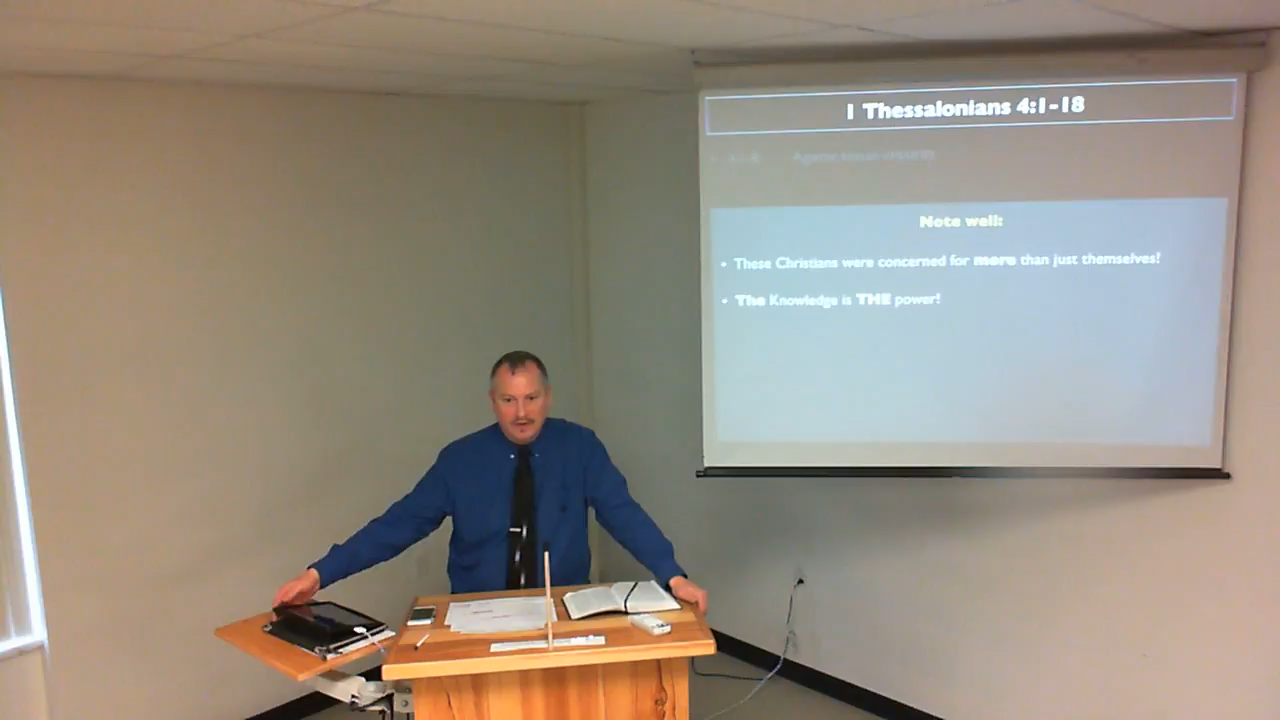 1 Thessalonians 4:1-18
Note well:
• These Christians were concerned for more than just themselves!
• The Knowledge is THE power!